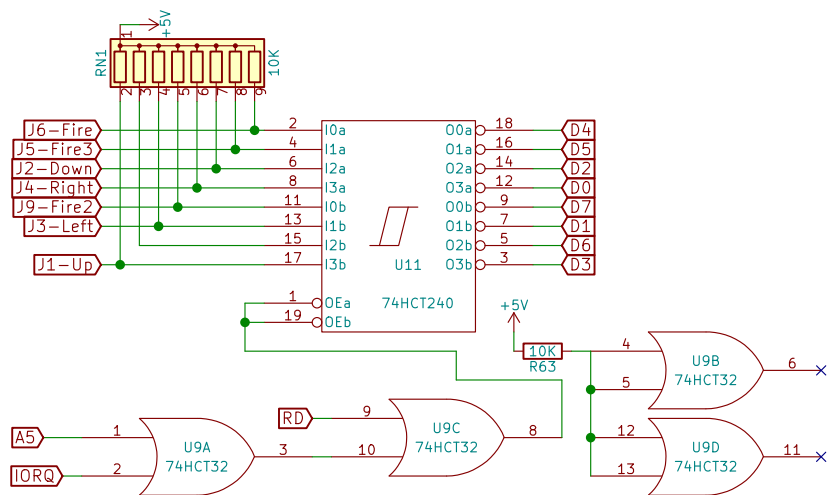 +5V
1
RN1
10K
2 3 4 5 6 7 8 9
J6-Fire 2 I0a O0a 18 D4
J5-Fire3 4 I1a O1a 16 D5
J2-Down 6 I2a O2a 14 D2
J4-Right 8 I3a O3a 12 D0
J9-Fire2 11 I0b O0b 9 D7
J3-Left 13 I1b O1b 7 D1
15 I2b O2b 5 D6
J1-Up 17 I3b O3b 3 D3
U11
1 OEa 74HCT240
19 OEb
+5V
10K
R63
4 U9B 6
5 74HCT32
RD 9 U9C 8
10 74HCT32
A5 1 U9A 3
IORQ 2 74HCT32
12 U9D 11
13 74HCT32